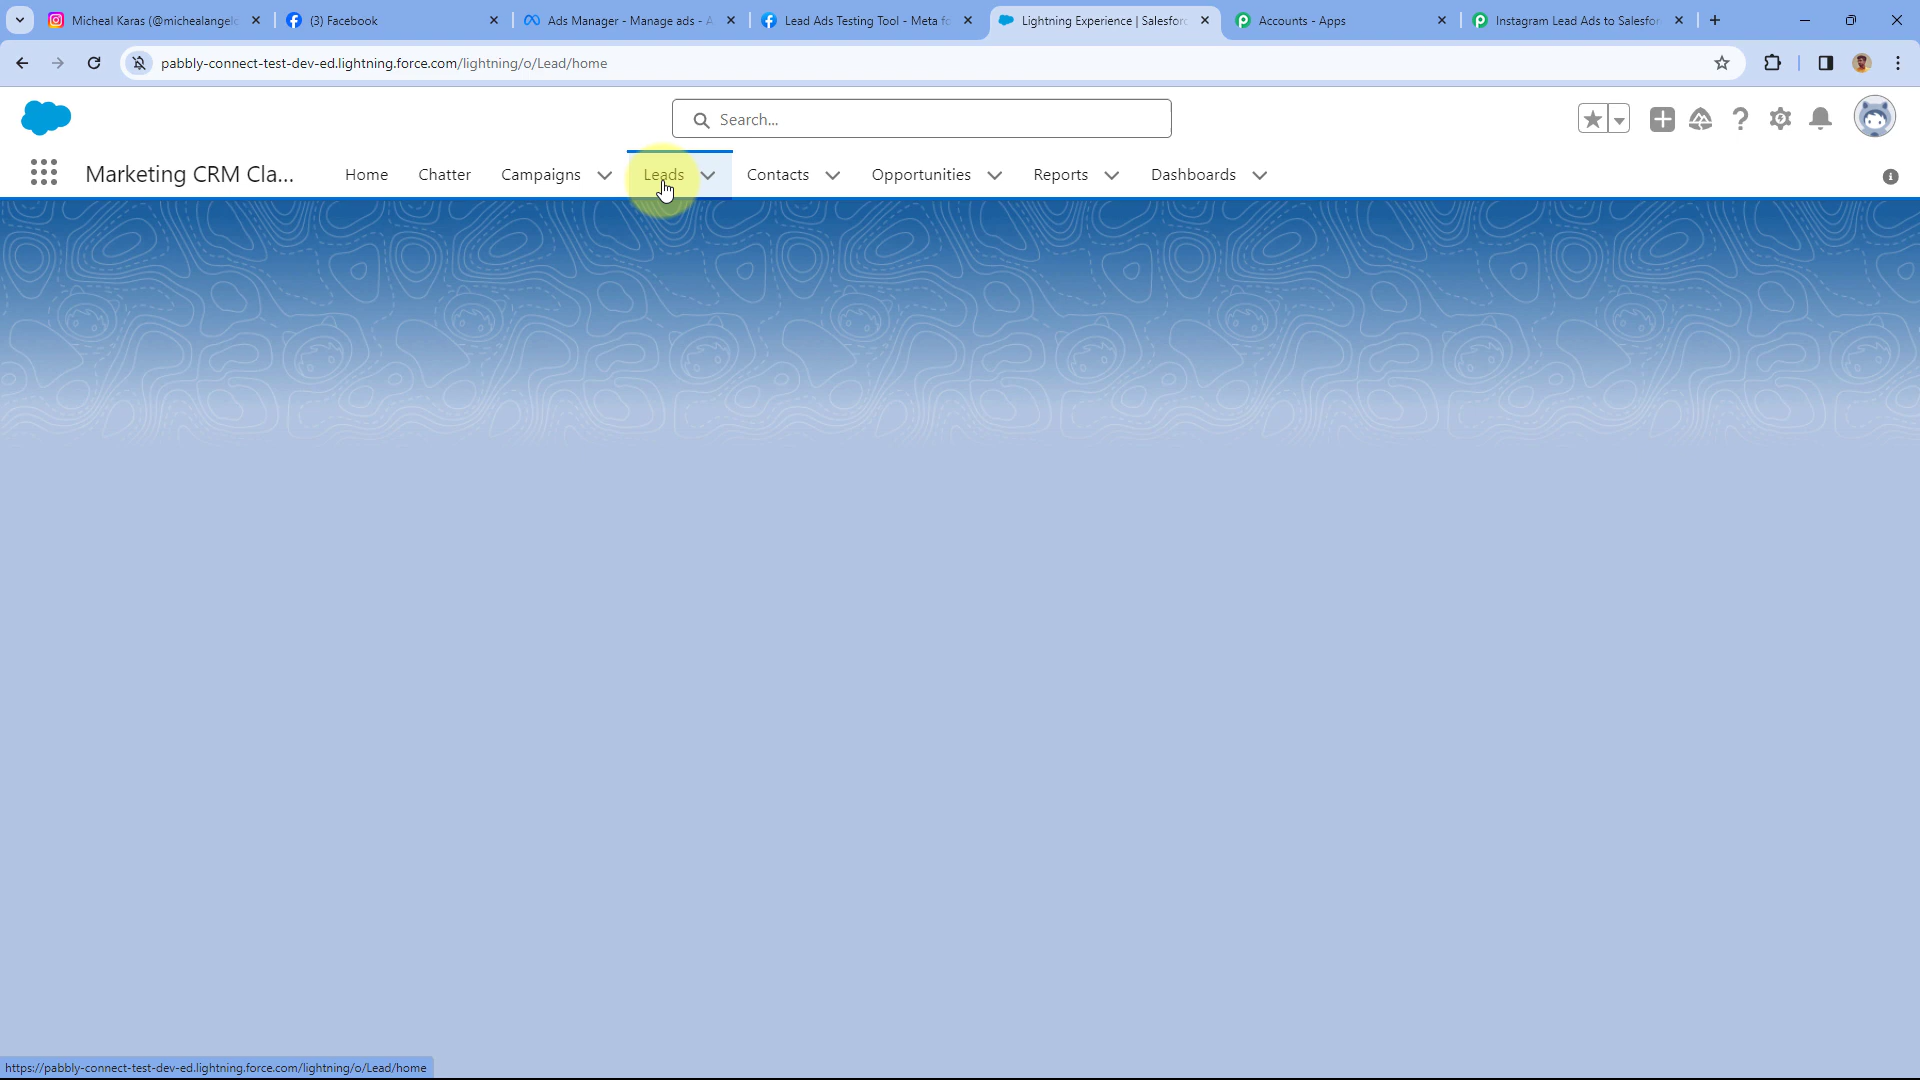 Micheal Karas (@michealangelo
(3) Facebook
Ads Manager - Manage ads - A
Lead Ads Testing Tool - Meta fo
Lightning Experience | Salesforc
Accounts - Apps
Instagram Lead Ads to Salesfor
pabbly-connect-test-dev-ed.lightning.force.com/lightning/o/Lead/home
Search...
Marketing CRM Cla...
Home
Chatter
Campaigns
Leads
Contacts
Opportunities
Reports
Dashboards
https://pabbly-connect-test-dev-ed.lightning.force.com/lightning/o/Lead/home